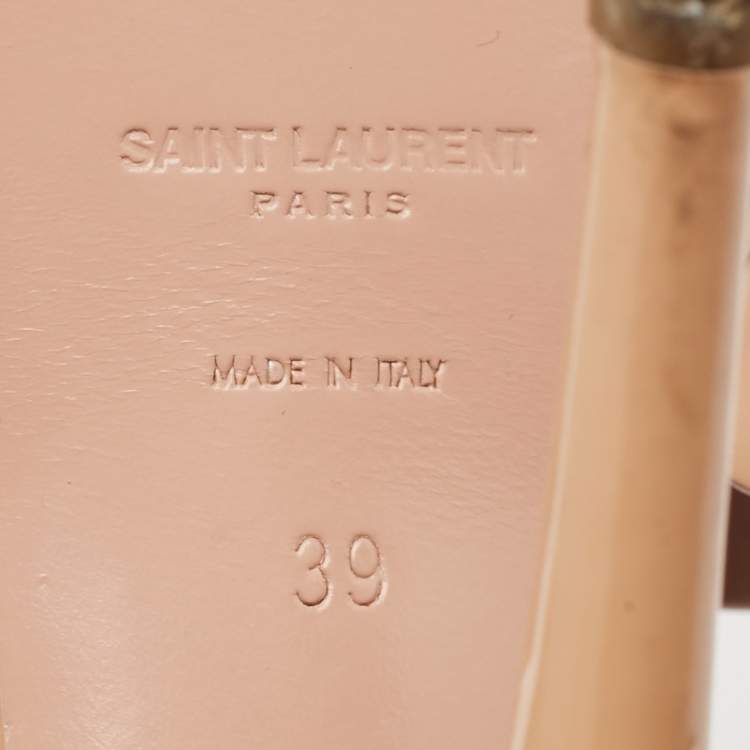 SAINT LAURENT
PARIS
MADE IN ITALY
39